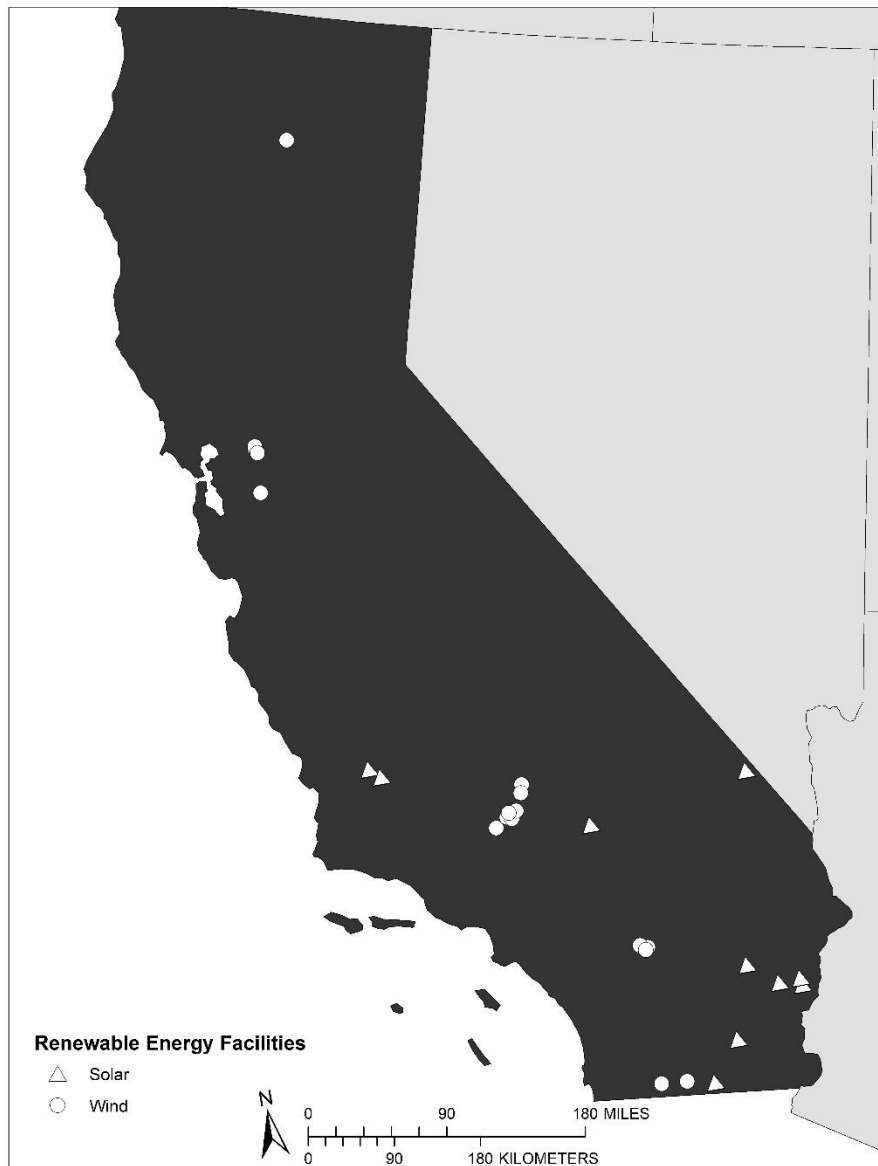 Renewable Energy Facilities
Solar
Wind
N
0 90 180 MILES
0 90 180 KILOMETERS